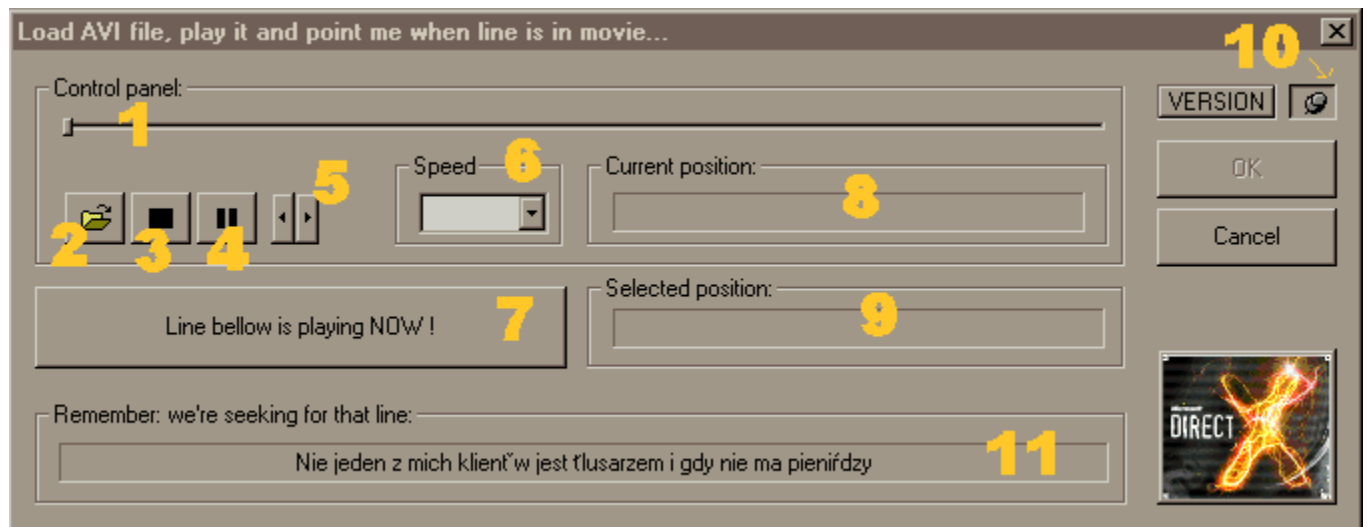 Load AVI file, play it and point me when line is in movie...
10
Control panel:
VERSION
1
Speed
6
Current position:
OK
5
8
2
3
4
Cancel
Selected position:
Line bellow is playing NOW !
7
9
Remember: we're seeking for that line:
Microsoft
DIRECT X
Nie jeden z mich klientˇw jest tlusarzem i gdy nie ma pieniŕdzy
11